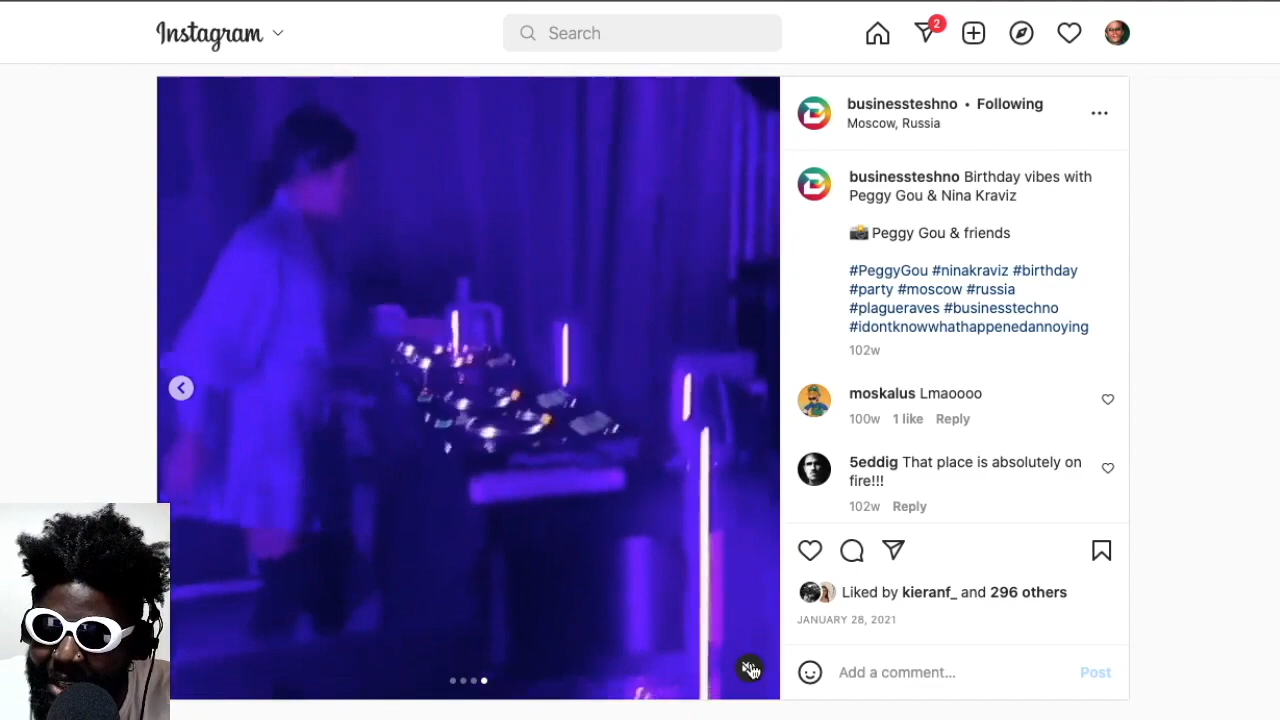 Instagram
Search
2
businessteshno • Following
Moscow, Russia
businessteshno Birthday vibes with
Peggy Gou & Nina Kraviz
📸 Peggy Gou & friends
#PeggyGou #ninakraviz #birthday
#party #moscow #russia
#plagueraves #businesstechno
#idontknowwhathappenedannoying
102w
moskalus Lmaoooo
100w 1 like Reply
5eddig That place is absolutely on
fire!!!
102w Reply
Liked by kieranf_ and 296 others
JANUARY 28, 2021
Add a comment... Post